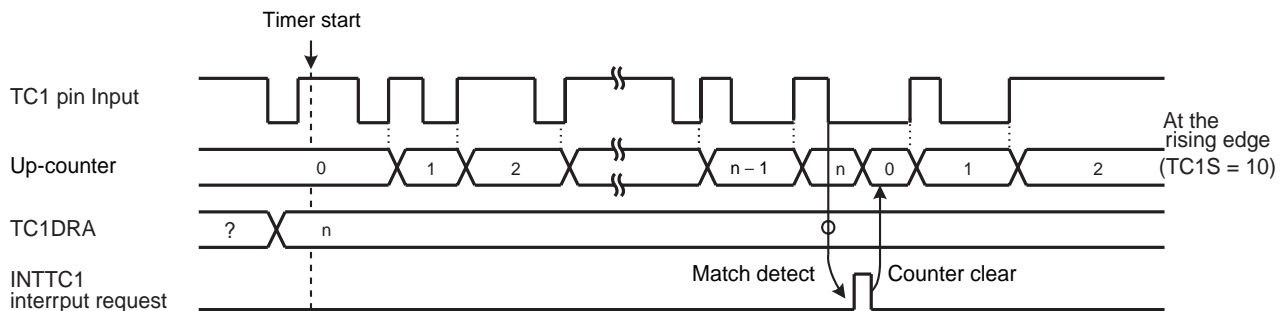 Timer start
TC1 pin Input
Up-counter
0
1
2
n – 1
n
0
1
2
At the
rising edge
(TC1S = 10)
TC1DRA
?
n
Match detect
Counter clear
INTTC1
interrput request